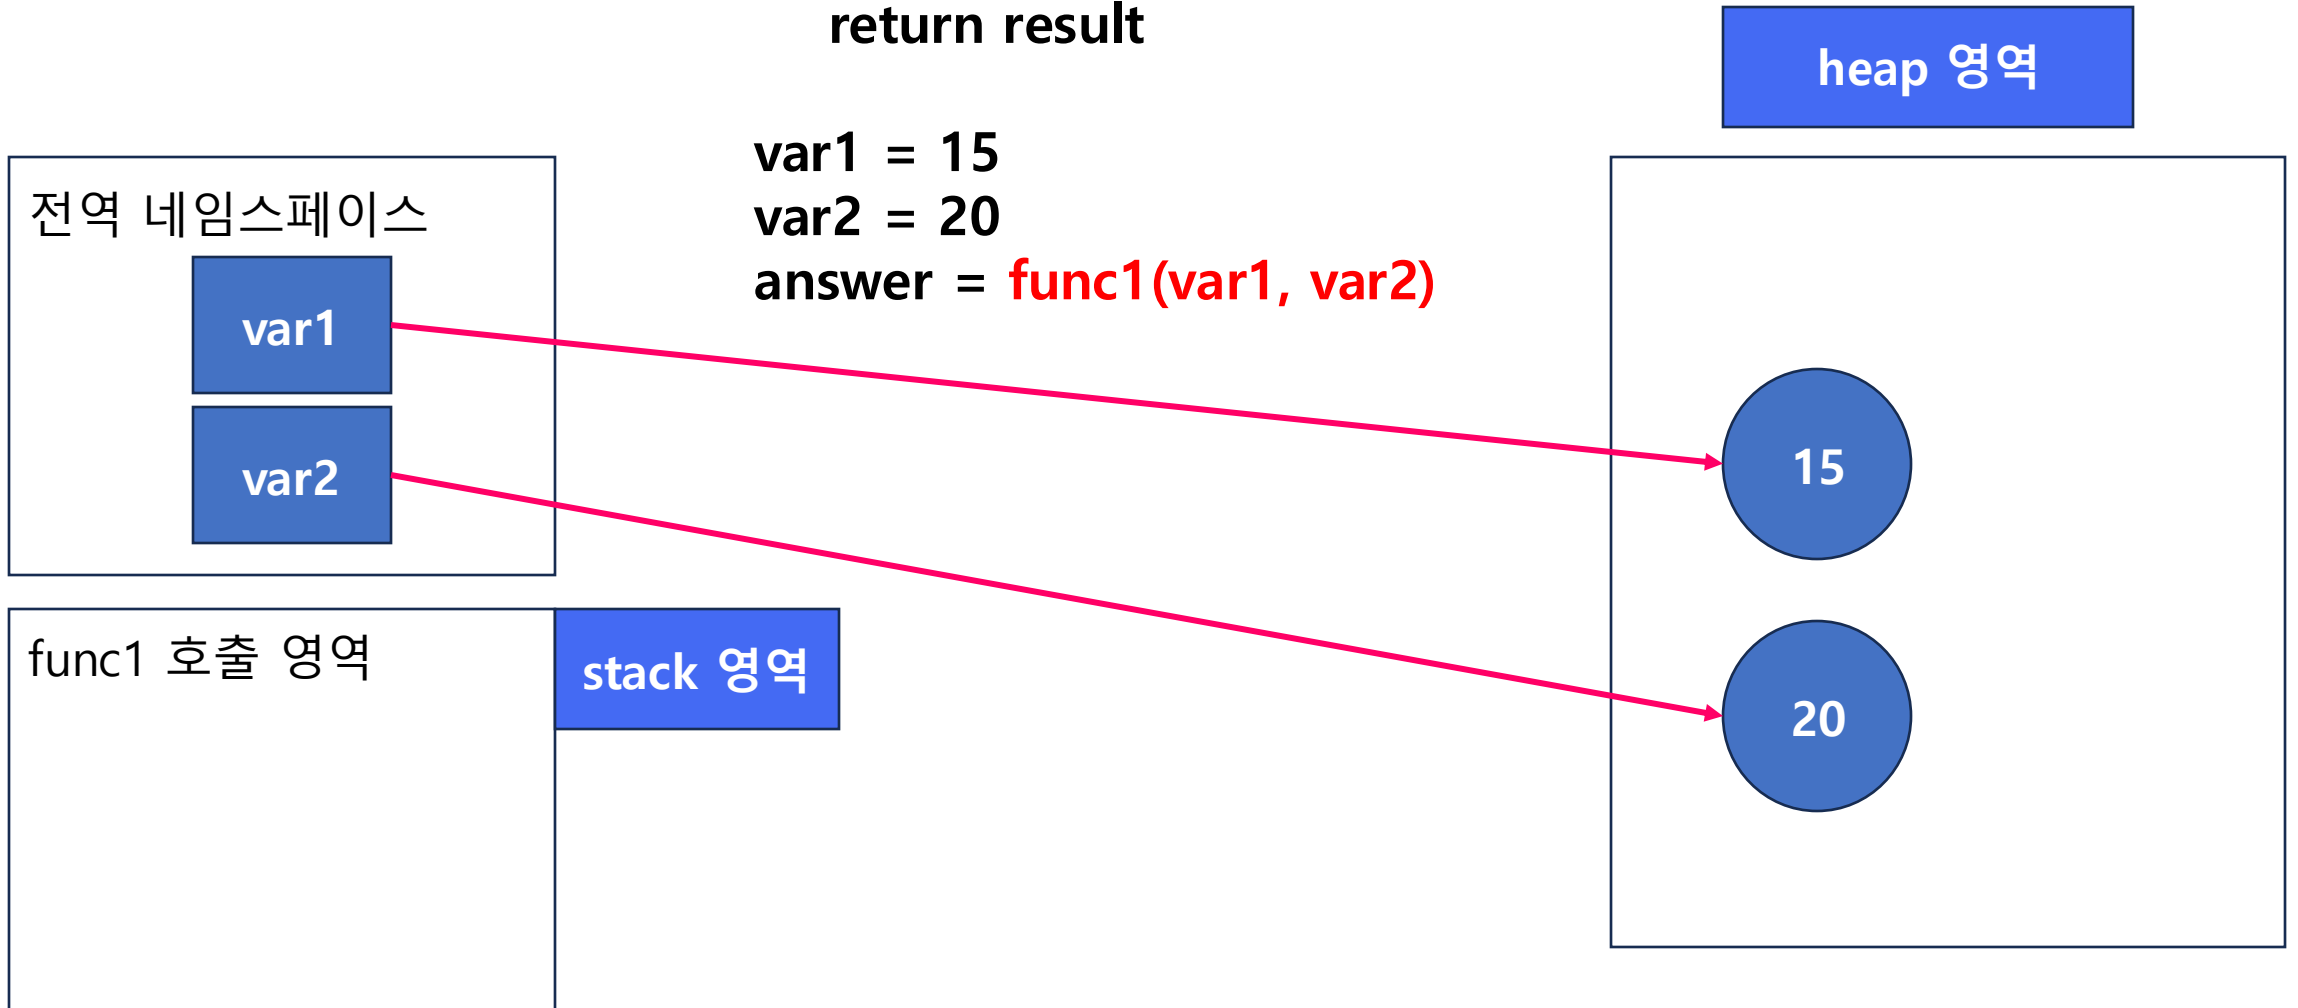 return result
heap 영역
var1 = 15
var2 = 20
answer = func1(var1, var2)
전역 네임스페이스
var1
var2
15
20
func1 호출 영역
stack 영역